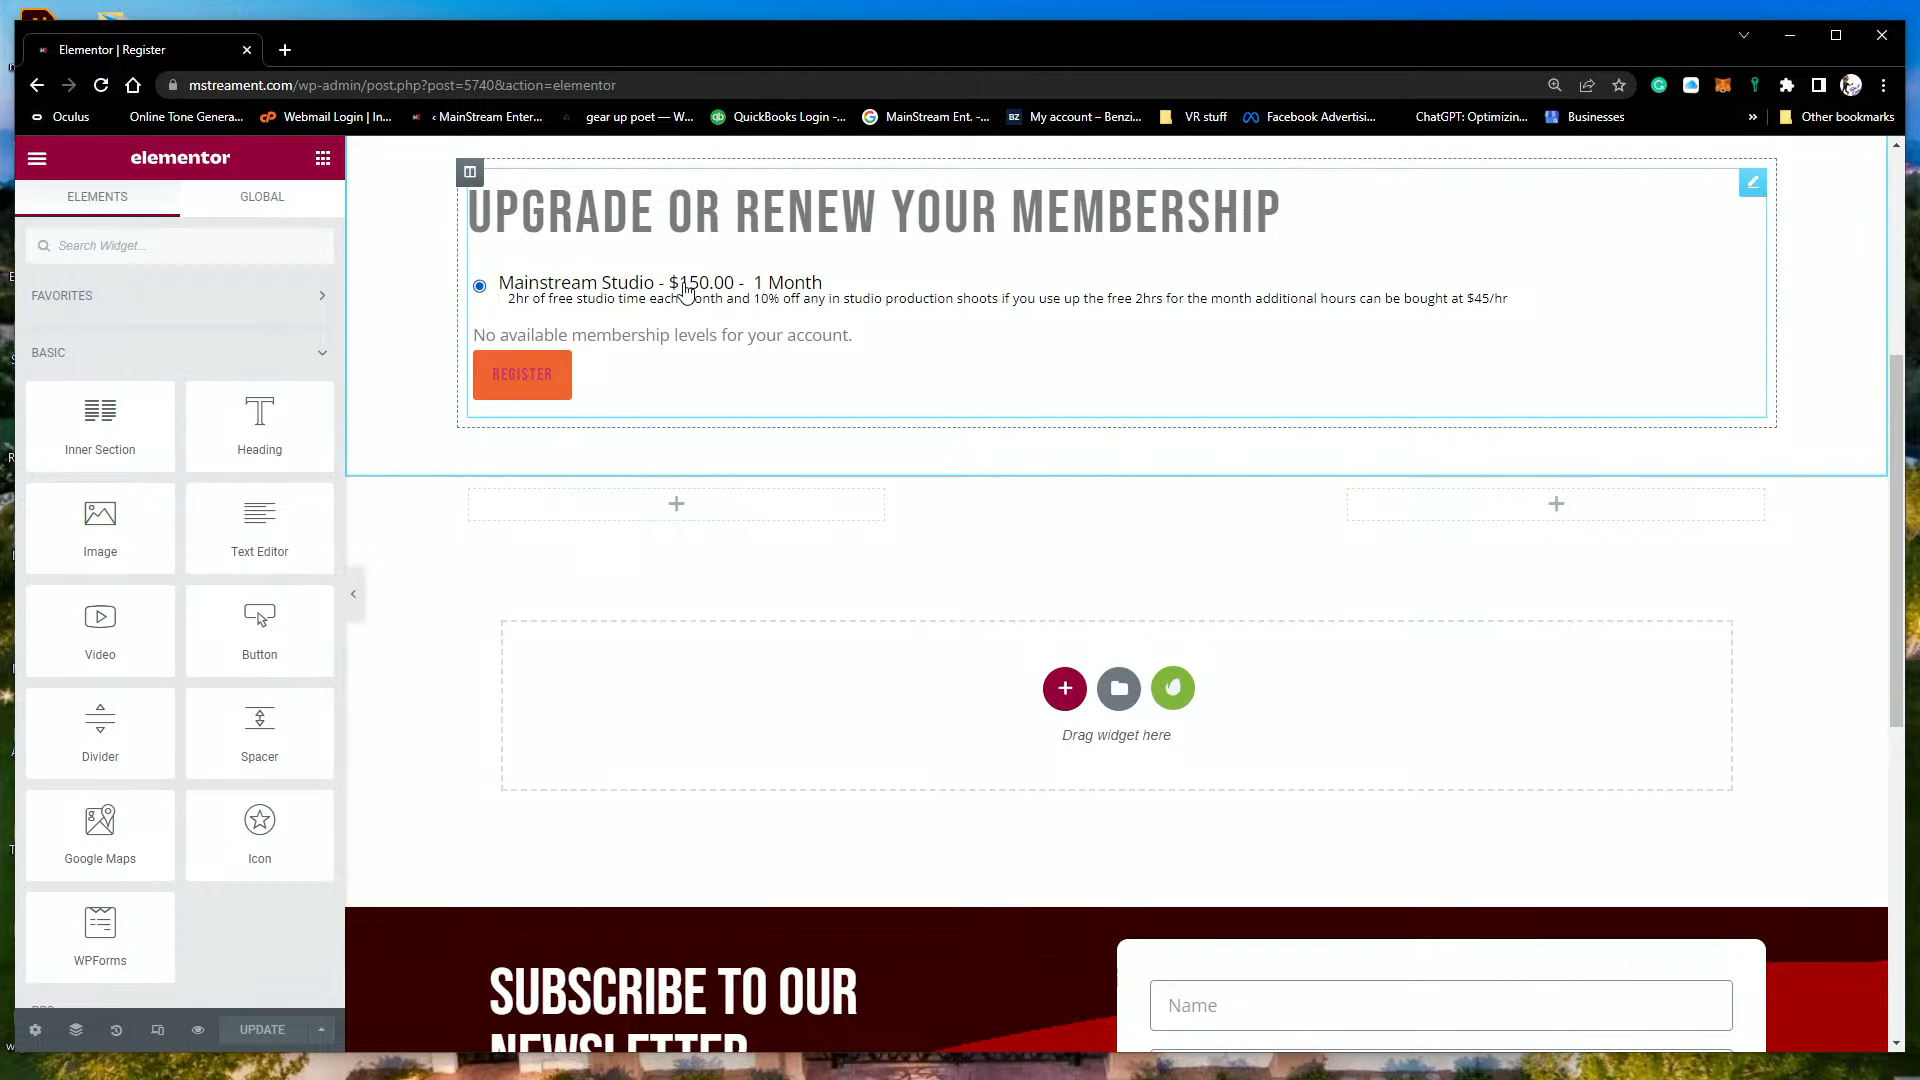 Elementor | Register
mstreament.com/wp-admin/post.php?post=5740&action=elementor
Oculus
Online Tone Genera...
Webmail Login | In...
‹ MainStream Enter...
gear up poet — W...
QuickBooks Login -...
MainStream Ent. -...
BZ
My account – Benzi...
VR stuff
Facebook Advertisi...
ChatGPT: Optimizin...
Businesses
»
Other bookmarks
elementor
ELEMENTS
GLOBAL
Search Widget...
FAVORITES
BASIC
Inner Section
Heading
Image
Text Editor
Video
Button
Divider
Spacer
Google Maps
Icon
WPForms
UPDATE
UPGRADE OR RENEW YOUR MEMBERSHIP
Mainstream Studio - $150.00 - 1 Month
2hr of free studio time each month and 10% off any in studio production shoots if you use up the free 2hrs for the month additional hours can be bought at $45/hr
No available membership levels for your account.
REGISTER
Drag widget here
SUBSCRIBE TO OUR
NEWSLETTER
Name